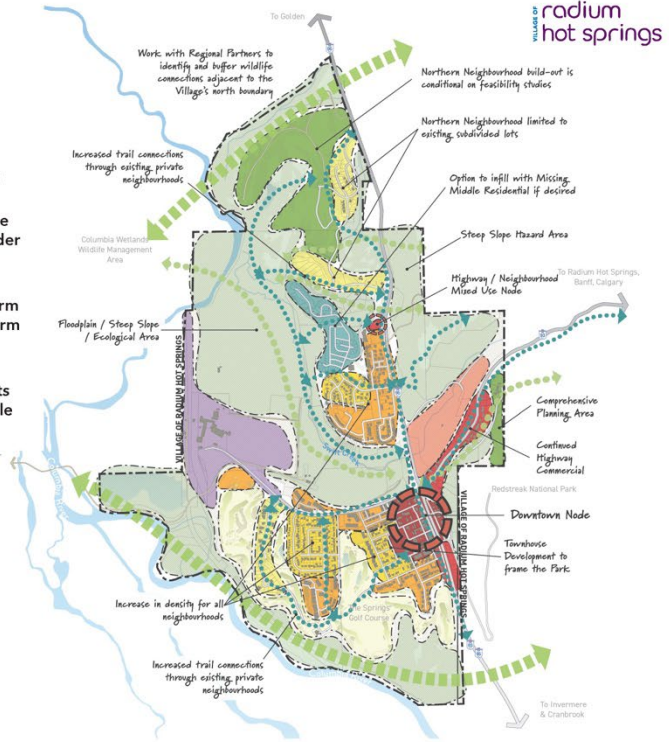 VILLAGE OF
radium
hot springs
To Golden
Work with Regional Partners to
identify and buffer wildlife
connections adjacent to the
Village's north boundary
Northern Neighbourhood build-out is
conditional on feasibility studies
Northern Neighbourhood limited to
existing subdivided lots
Increased trail connections
through existing private
neighbourhoods
Option to infill with Missing
Middle Residential if desired
Columbia Wetlands
Wildlife Management
Area
Steep Slope Hazard Area
Highway / Neighbourhood
Mixed Use Node
To Radium Hot Springs,
Banff, Calgary
Floodplain / Steep Slope
/ Ecological Area
VILLAGE OF RADIUM HOT SPRINGS
Comprehensive
Planning Area
Continued
Highway
Commercial
Redstreak National Park
Downtown Node
VILLAGE OF RADIUM HOT SPRINGS
Townhouse
Development to
frame the Park
Increase in density for all
neighbourhoods
Springs
Golf Course
Increased trail connections
through existing private
neighbourhoods
To Invermere
& Cranbrook